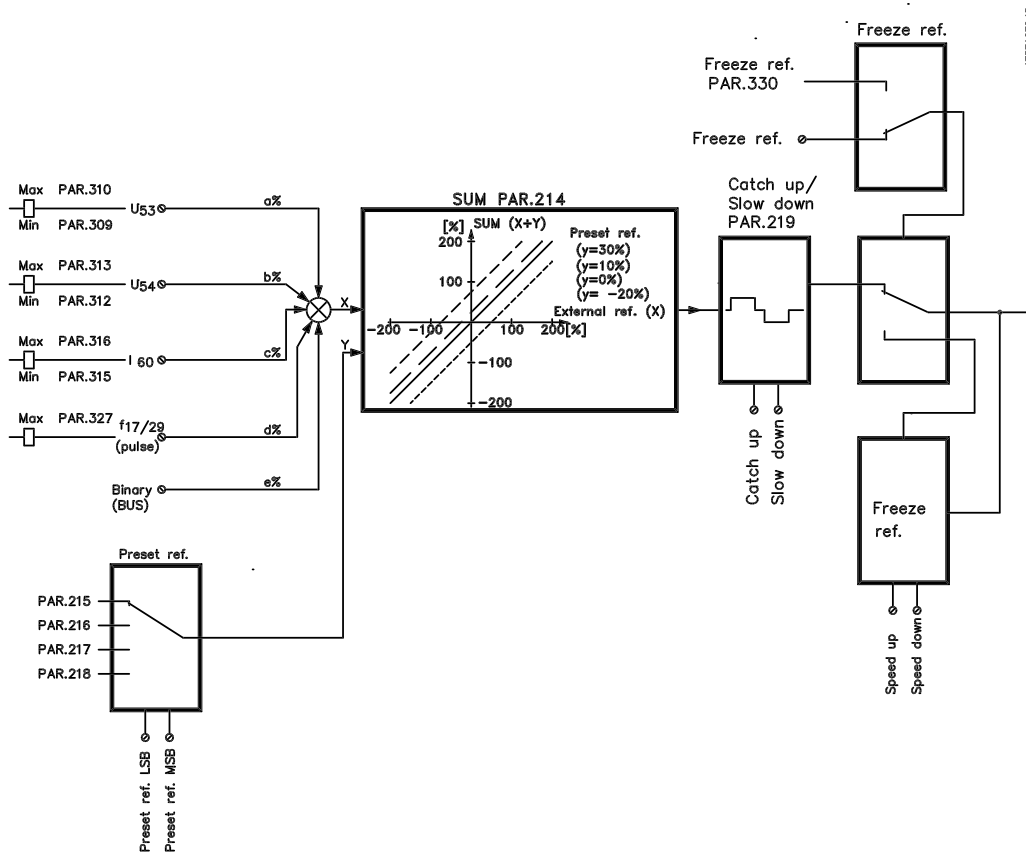 Freeze ref.
Freeze ref.
PAR.330
Freeze ref.
Catch up/
Slow down
PAR.219
Max PAR.310
U53
Min PAR.309
a%
Max PAR.313
U54
Min PAR.312
b%
Max PAR.316
I 60
Min PAR.315
c%
Max PAR.327
f17/29
(pulse)
d%
Binary
(BUS)
e%
X
Y
SUM PAR.214
[%] SUM (X+Y)
200
100
-200 -100 100 200[%]
-100
-200
Preset ref.
(y=30%)
(y=10%)
(y=0%)
(y= -20%)
External ref. (X)
Catch up
Slow down
Freeze
ref.
Speed up
Speed down
Preset ref.
PAR.215
PAR.216
PAR.217
PAR.218
Preset ref. LSB
Preset ref. MSB